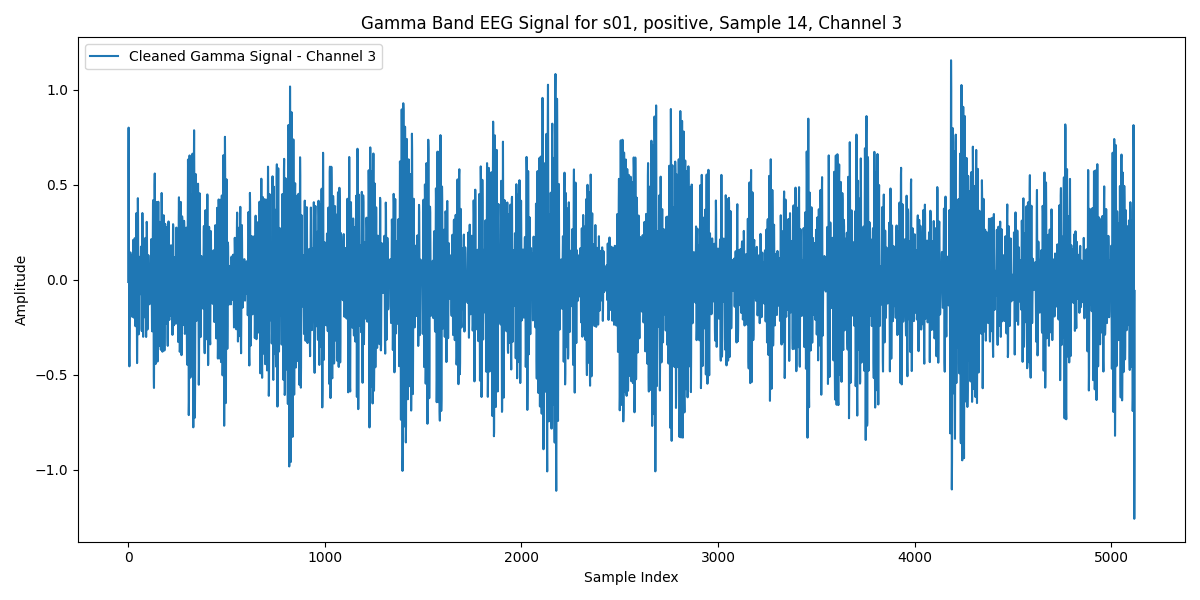 Gamma Band EEG Signal for s01, positive, Sample 14, Channel 3
Cleaned Gamma Signal - Channel 3
1.0
0.5
0.0
−0.5
−1.0
Amplitude
0 1000 2000 3000 4000 5000
Sample Index